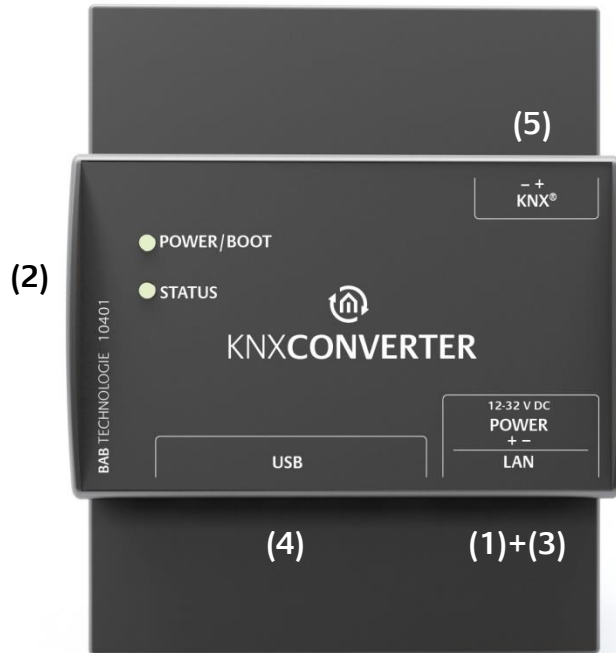 (5)
– +
KNX®
POWER/BOOT
(2)
STATUS
BAB TECHNOLOGIE 10401
KNXCONVERTER
12-32 V DC
POWER
+ –
LAN
USB
(4)
(1)+(3)